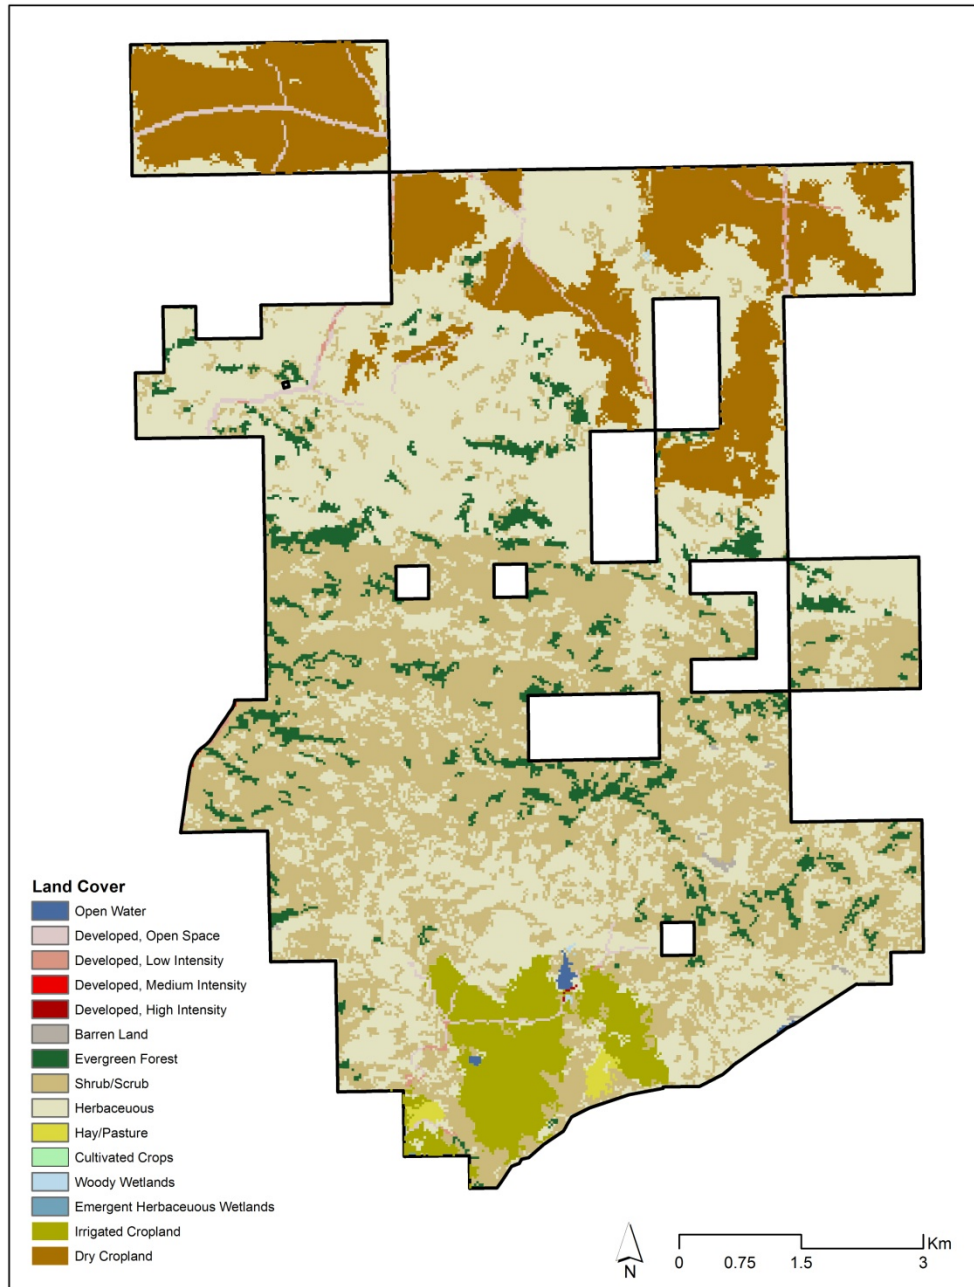 Land Cover
Open Water
Developed, Open Space
Developed, Low Intensity
Developed, Medium Intensity
Developed, High Intensity
Barren Land
Evergreen Forest
Shrub/Scrub
Herbaceuous
Hay/Pasture
Cultivated Crops
Woody Wetlands
Emergent Herbaceuous Wetlands
Irrigated Cropland
Dry Cropland
N
Km
0 0.75 1.5 3